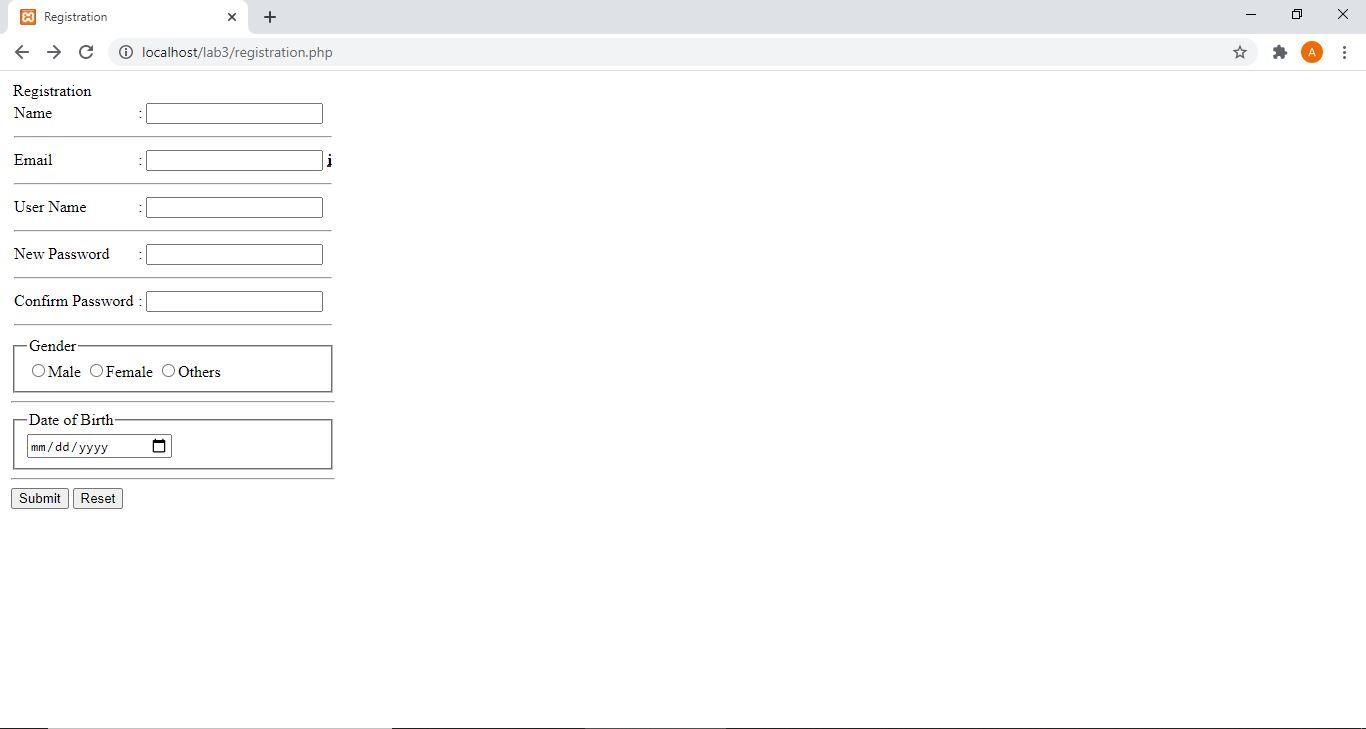 Registration
localhost/lab3/registration.php
A
Registration
Name :
Email : i
User Name :
New Password :
Confirm Password :
Gender
Male Female Others
Date of Birth
mm/dd/yyyy
Submit Reset